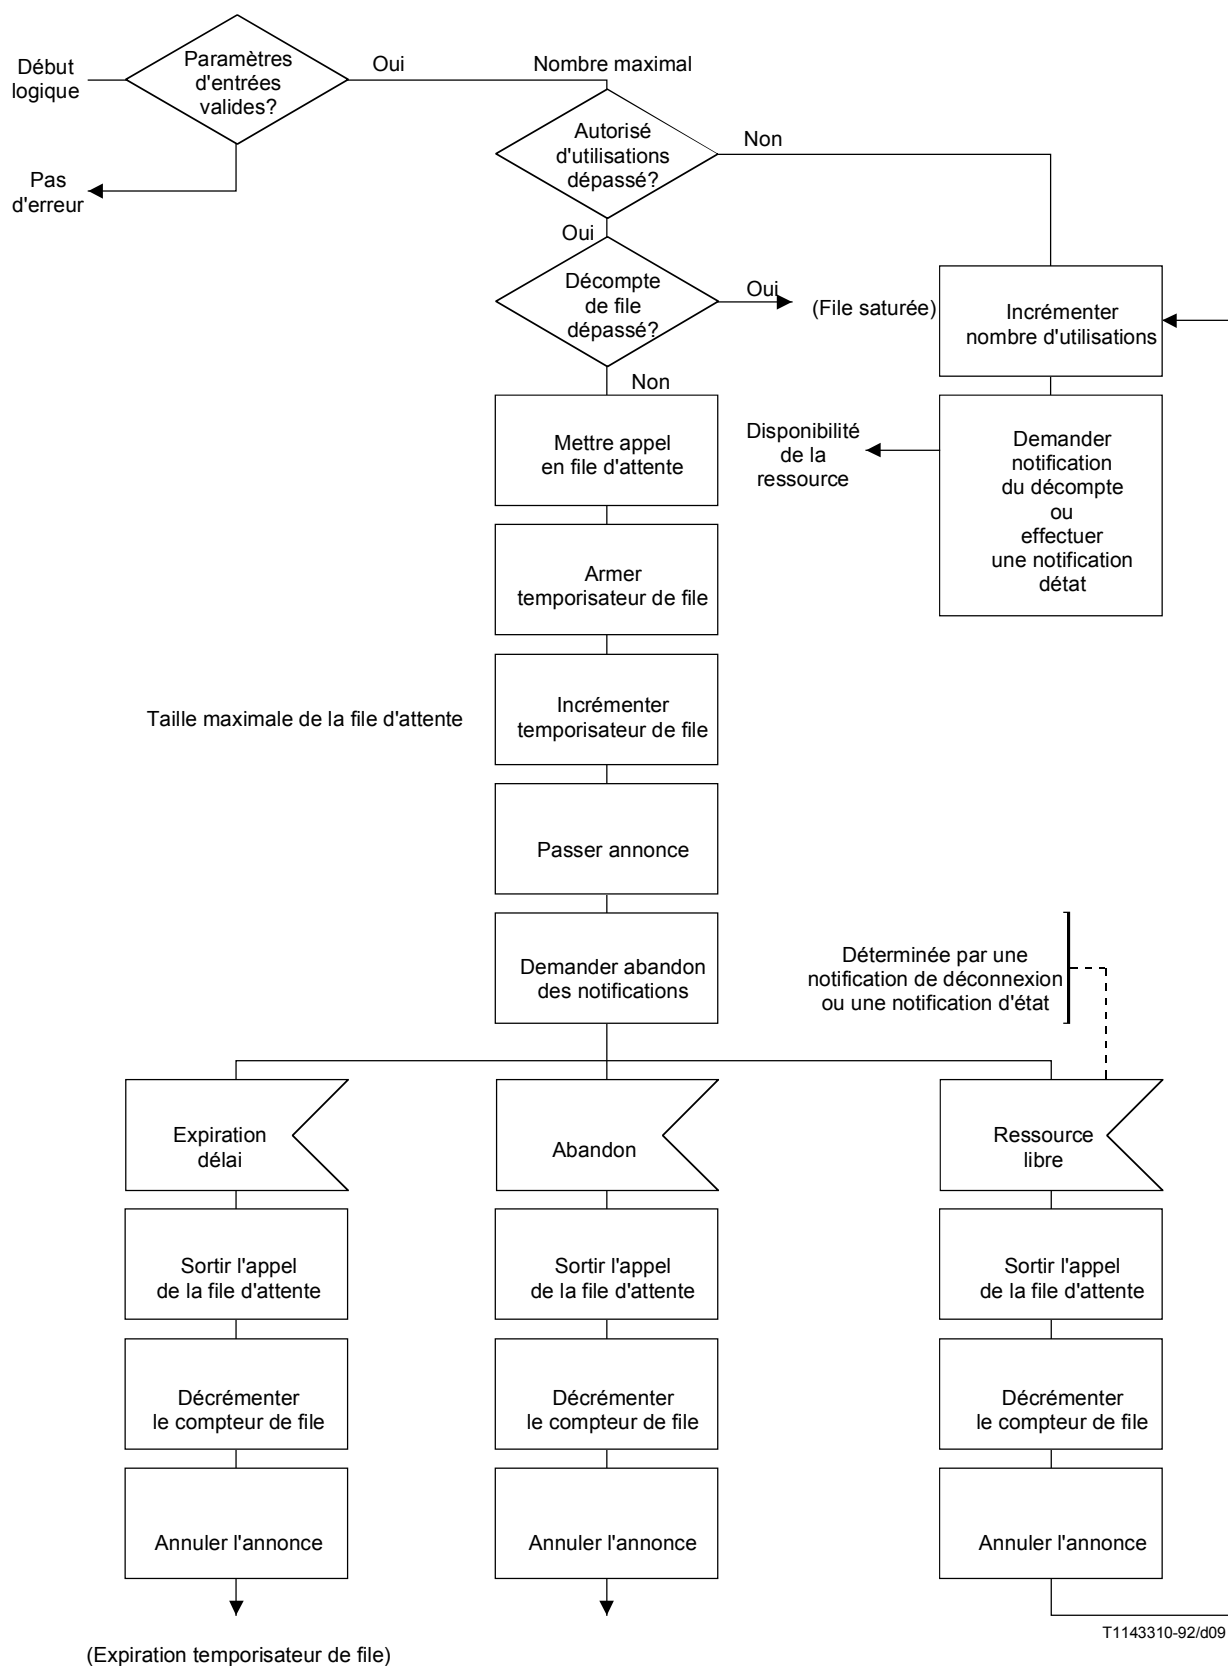 Début
logique
Paramètres
d'entrées
valides?
Oui
Nombre maximal
Autorisé
d'utilisations
dépassé?
Non
Pas
d'erreur
Oui
Décompte
de file
dépassé?
Oui
(File saturée)
Incrémenter
nombre d'utilisations
Non
Mettre appel
en file d'attente
Disponibilité
de la
ressource
Demander
notification
du décompte
ou
effectuer
une notification
détat
Armer
temporisateur de file
Taille maximale de la file d'attente
Incrémenter
temporisateur de file
Passer annonce
Demander abandon
des notifications
Déterminée par une
notification de déconnexion
ou une notification d'état
Expiration
délai
Abandon
Ressource
libre
Sortir l'appel
de la file d'attente
Sortir l'appel
de la file d'attente
Sortir l'appel
de la file d'attente
Décrémenter
le compteur de file
Décrémenter
le compteur de file
Décrémenter
le compteur de file
Annuler l'annonce
Annuler l'annonce
Annuler l'annonce
T1143310-92/d09
(Expiration temporisateur de file)